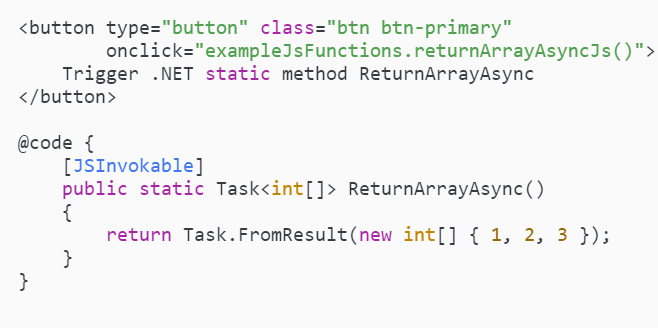 <button type="button" class="btn btn-primary"
        onclick="exampleJsFunctions.returnArrayAsyncJs()">
    Trigger .NET static method ReturnArrayAsync
</button>

@code {
    [JSInvokable]
    public static Task<int[]> ReturnArrayAsync()
    {
        return Task.FromResult(new int[] { 1, 2, 3 });
    }
}